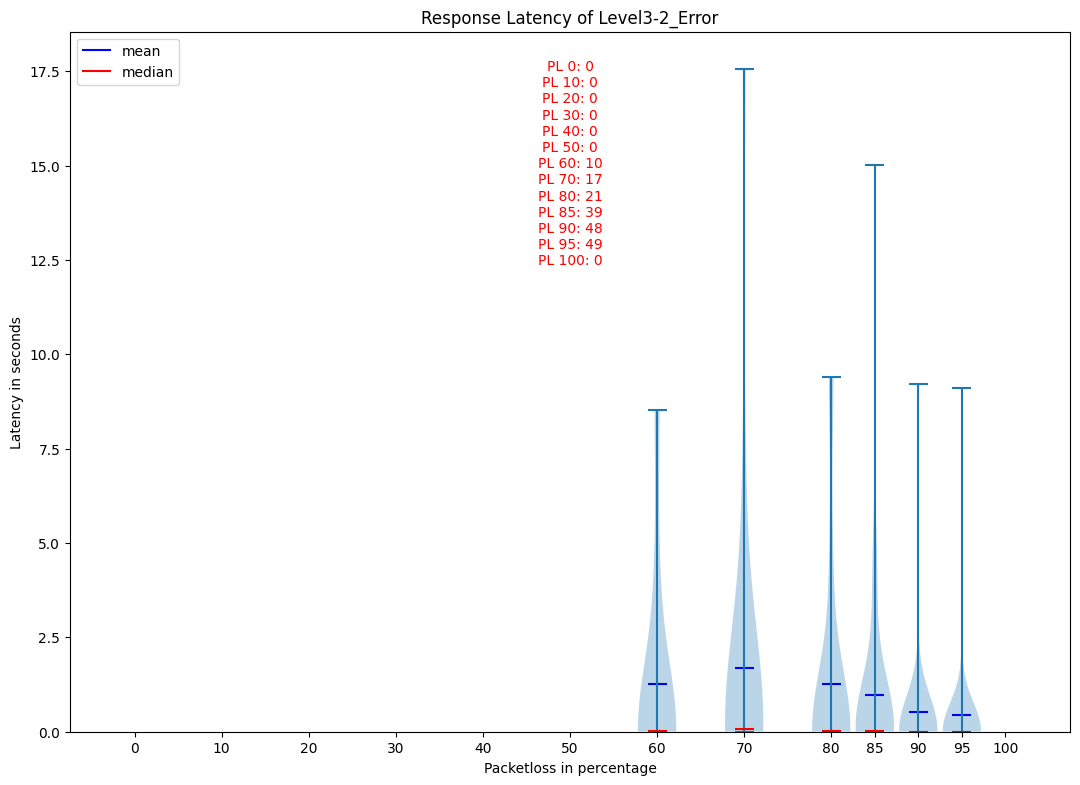 Response Latency of Level3-2_Error
mean
median
PL 0: 0
PL 10: 0
PL 20: 0
PL 30: 0
PL 40: 0
PL 50: 0
PL 60: 10
PL 70: 17
PL 80: 21
PL 85: 39
PL 90: 48
PL 95: 49
PL 100: 0
Latency in seconds
17.5
15.0
12.5
10.0
7.5
5.0
2.5
0.0
0 10 20 30 40 50 60 70 80 85 90 95 100
Packetloss in percentage